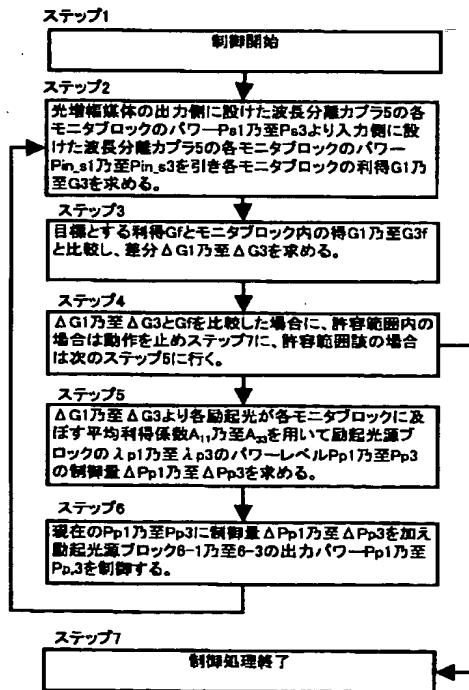 ステップ1
制御開始
ステップ2
光増幅媒体の出力側に設けた波長分離カプラ5の各
モニタブロックのパワーPs1乃至Ps3より入力側に設
けた波長分離カプラ5の各モニタブロックのパワー
Pin_s1乃至Pin_s3を引き各モニタブロックの利得G1乃
至G3を求める。
ステップ3
目標とする利得Gfとモニタブロック内の得G1乃至G3f
と比較し、差分ΔG1乃至ΔG3を求める。
ステップ4
ΔG1乃至ΔG3とGfを比較した場合に、許容範囲内の
場合は動作を止めステップ7に、許容範囲該の場合
は次のステップ5に行く。
ステップ5
ΔG1乃至ΔG3より各励起光が各モニタブロックに及
ぼす平均利得係数A₁₁乃至A₃₃を用いて励起光源ブ
ロックのλp1乃至λp3のパワーレベルPp1乃至Pp3
の制御量ΔPp1乃至ΔPp3を求める。
ステップ6
現在のPp1乃至Pp3に制御量ΔPp1乃至ΔPp3を加え
励起光源ブロック6-1乃至6-3の出力パワーPp1乃至
Pp,3を制御する。
ステップ7
制御処理終了